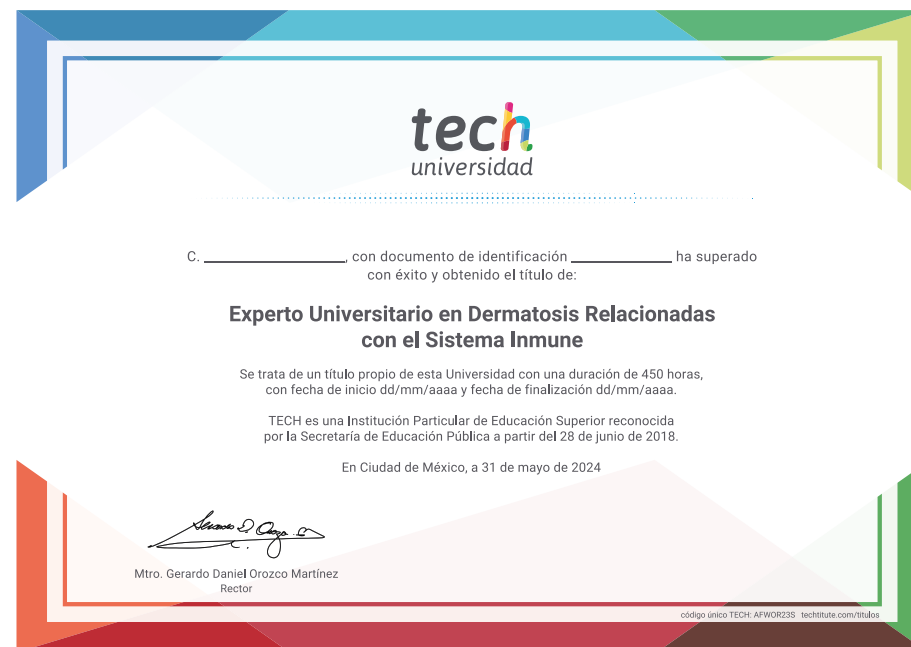 tech
universidad
C. ____________________, con documento de identificación ______________ ha superado
con éxito y obtenido el título de:
Experto Universitario en Dermatosis Relacionadas
con el Sistema Inmune
Se trata de un título propio de esta Universidad con una duración de 450 horas,
con fecha de inicio dd/mm/aaaa y fecha de finalización dd/mm/aaaa.
TECH es una Institución Particular de Educación Superior reconocida
por la Secretaría de Educación Pública a partir del 28 de junio de 2018.
En Ciudad de México, a 31 de mayo de 2024
Mtro. Gerardo Daniel Orozco Martínez
Rector
código único TECH: AFWOR23S techtitute.com/titulos